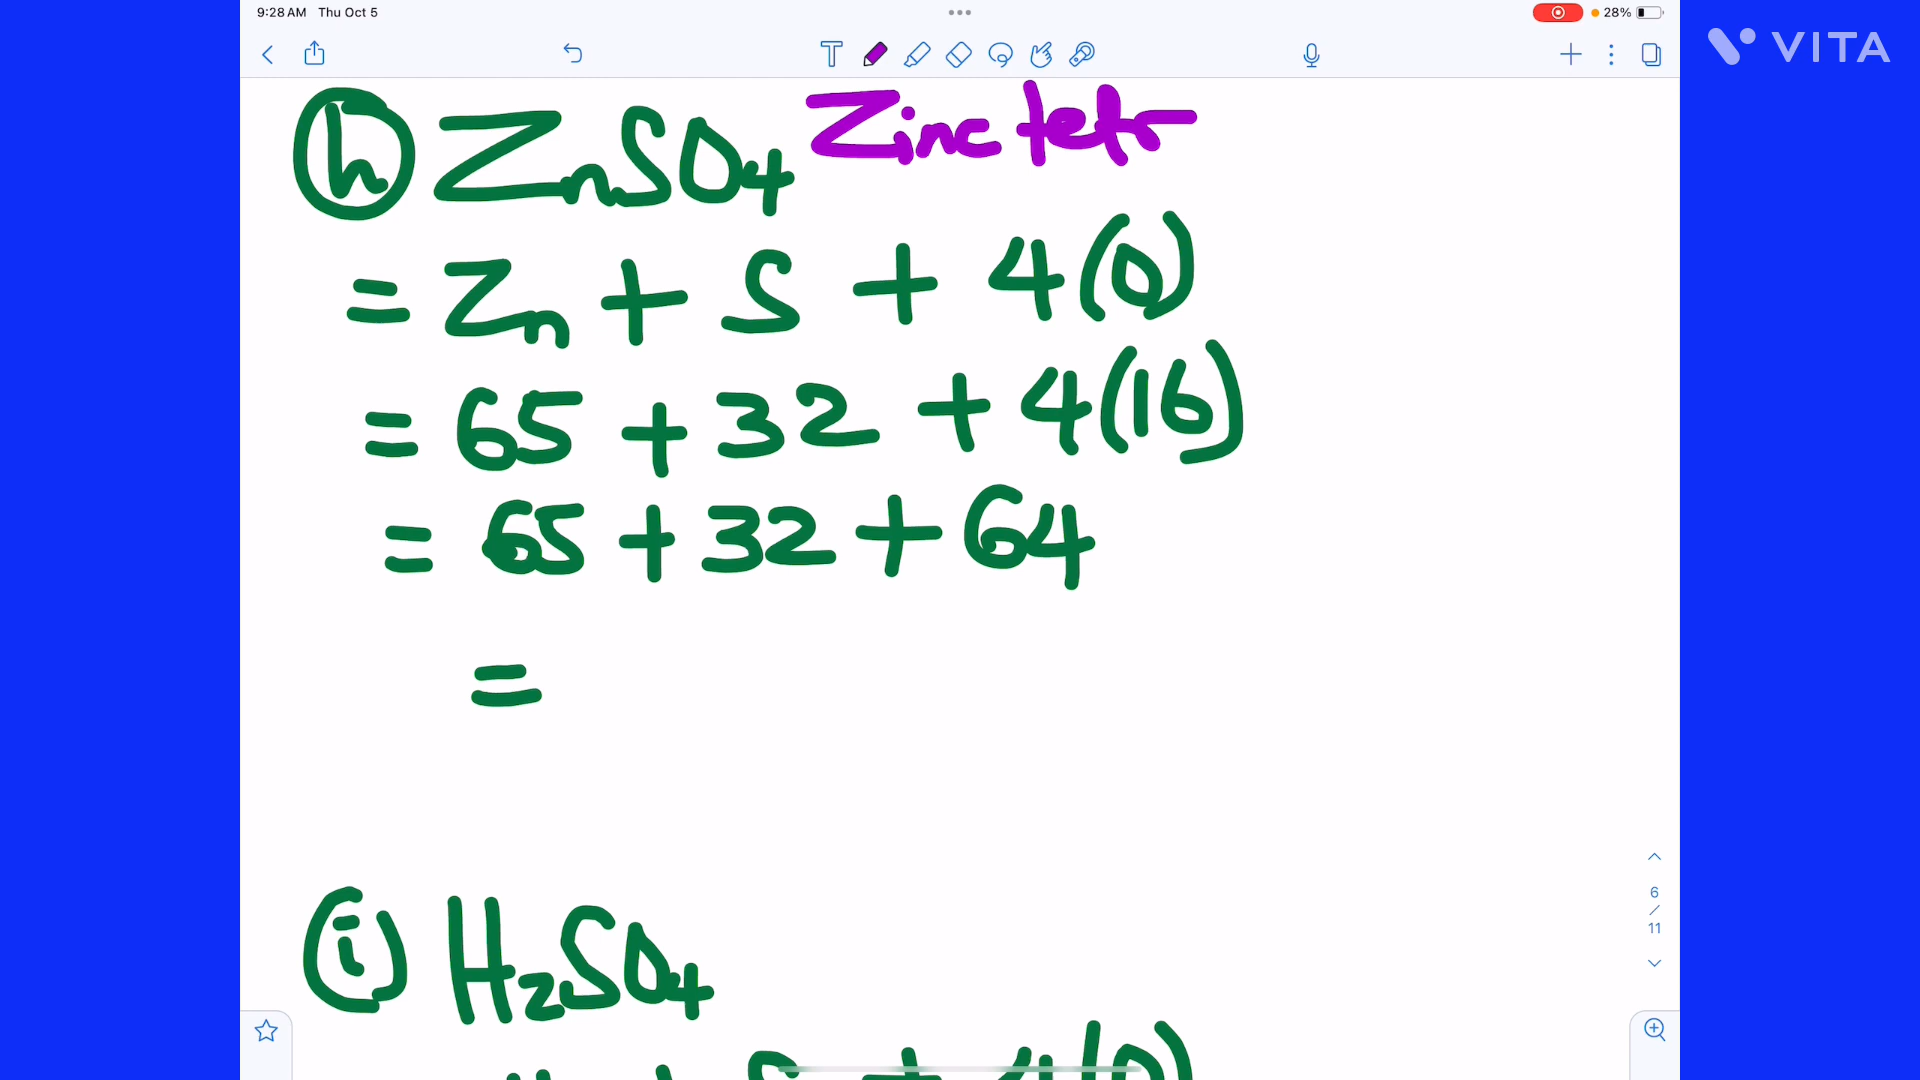 9:28 AM Thu Oct 5
28%
VITA
(h) ZnSO4 Zinc tetr
= Zn + S + 4(O)
= 65 + 32 + 4(16)
= 65 + 32 + 64
=
6
/
11
(i) H2SO4
+ S + 4(O)